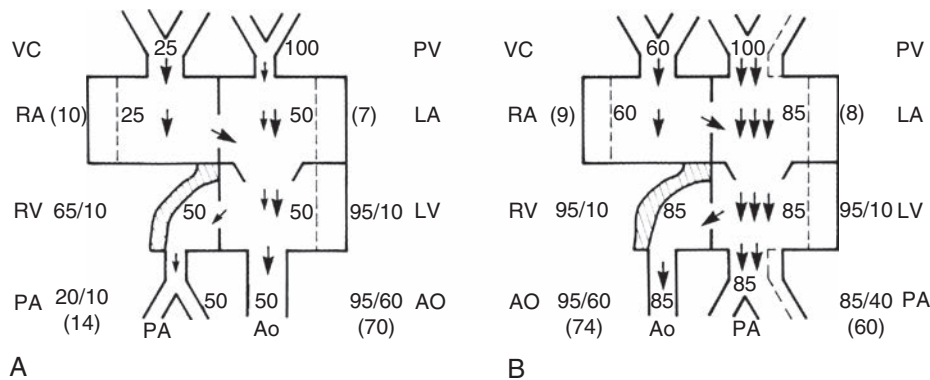 VC 25 100 PV
RA (10) 25 50 (7) LA
RV 65/10 50 50 95/10 LV
PA 20/10 (14) 50 50 95/60 (70) AO
PA Ao
A
VC 60 100 PV
RA (9) 60 85 (8) LA
RV 95/10 85 85 95/10 LV
AO 95/60 (74) 85 85 85/40 (60) PA
Ao PA
B